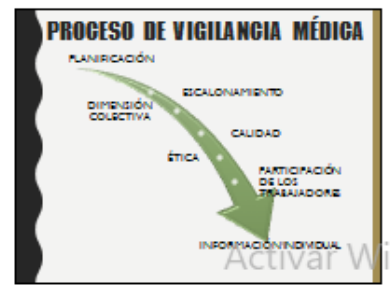 PROCESO DE VIGILANCIA MÉDICA
PLANIFICACIÓN
ESCALONAMIENTO
DIMENSIÓN
COLECTIVA
CALIDAD
ÉTICA
PARTICIPACIÓN
DE LOS
TRABAJADORES
INFORMACIÓN INDIVIDUAL
Activar Wi